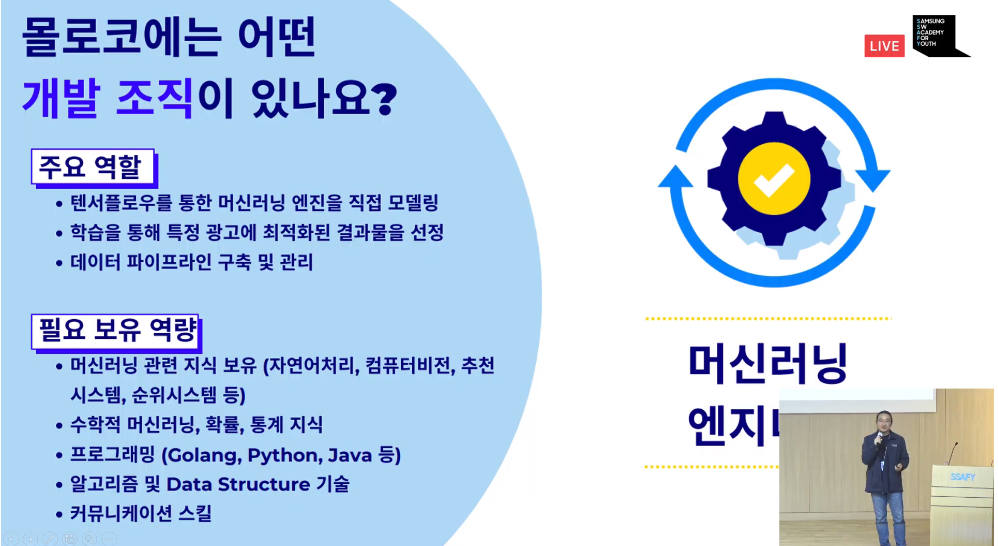 몰로코에는 어떤
개발 조직이 있나요?
LIVE
SAMSUNG
SW
ACADEMY
FOR
YOUTH
주요 역할
• 텐서플로우를 통한 머신러닝 엔진을 직접 모델링
• 학습을 통해 특정 광고에 최적화된 결과물을 선정
• 데이터 파이프라인 구축 및 관리
필요 보유 역량
• 머신러닝 관련 지식 보유 (자연어처리, 컴퓨터비전, 추천
시스템, 순위시스템 등)
• 수학적 머신러닝, 확률, 통계 지식
• 프로그래밍 (Golang, Python, Java 등)
• 알고리즘 및 Data Structure 기술
• 커뮤니케이션 스킬
머신러닝
엔지
SSAFY